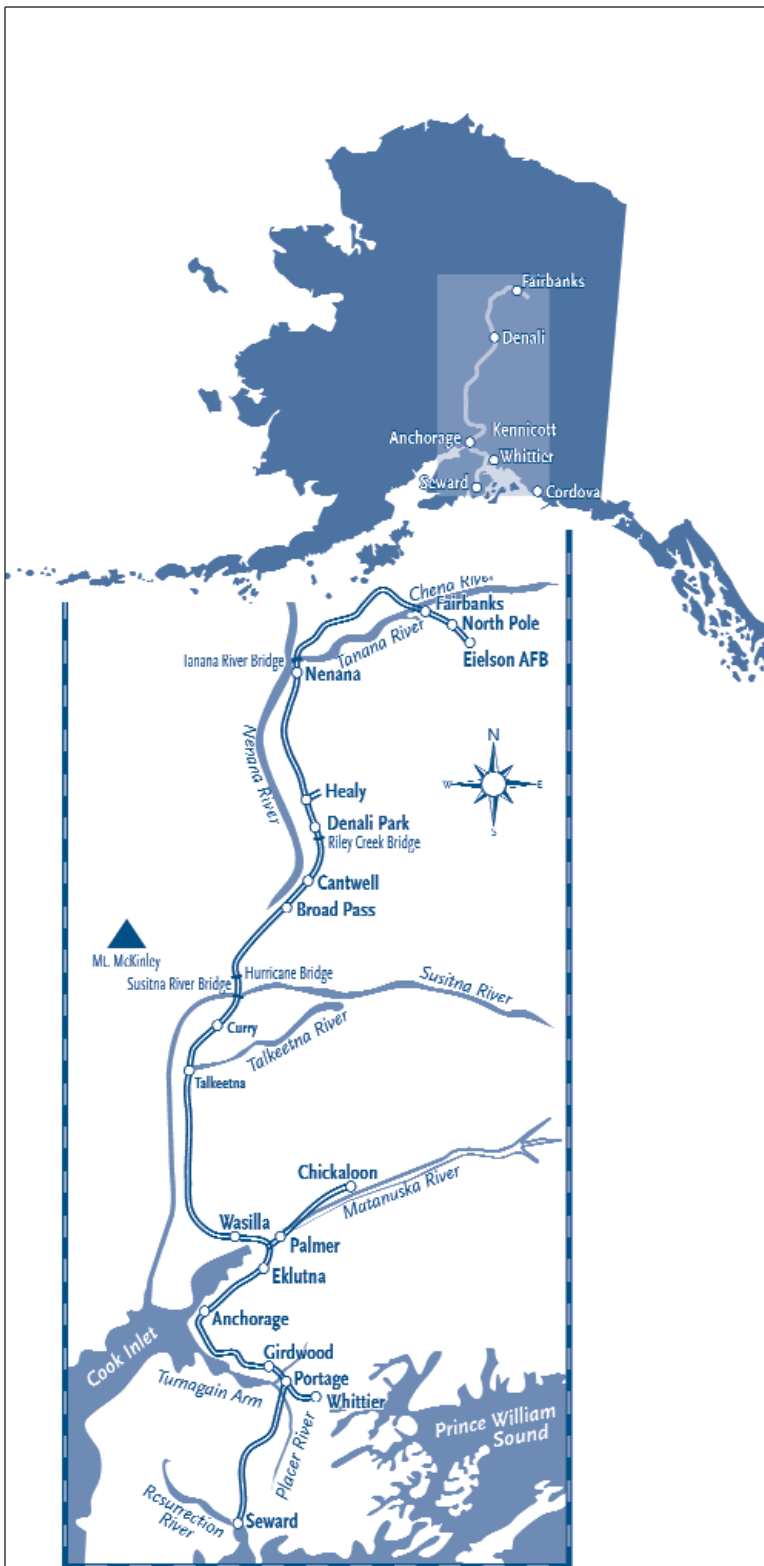 Fairbanks
Denali
Kennicott
Anchorage
Whittier
Seward
Cordova
Chena River
Fairbanks
North Pole
Tanana River
Eielson AFB
Tanana River Bridge
Nenana
Nenana River
N
W
E
S
Healy
Denali Park
Riley Creek Bridge
Cantwell
Broad Pass
Mt. McKinley
Hurricane Bridge
Susitna River Bridge
Susitna River
Curry
Talkeetna River
Talkeetna
Chickaloon
Matanuska River
Wasilla
Palmer
Eklutna
Anchorage
Cook Inlet
Girdwood
Portage
Turnagain Arm
Whittier
Placer River
Prince William
Sound
Resurrection
River
Seward